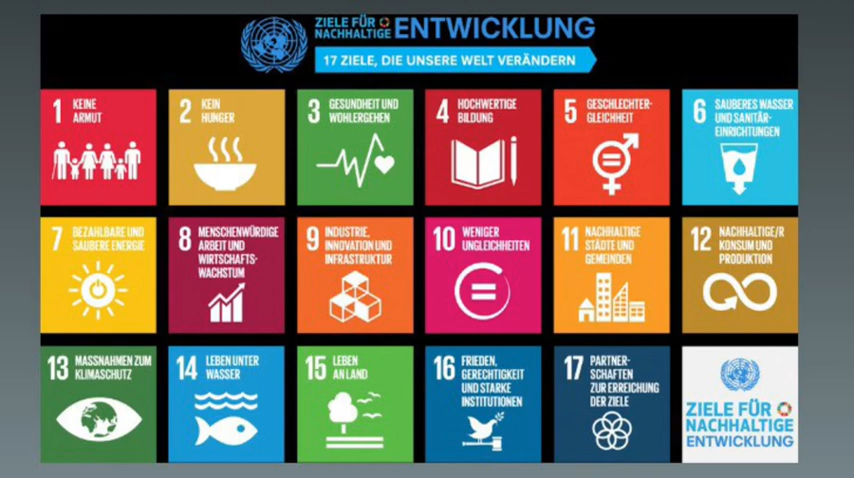 ZIELE FÜR
NACHHALTIGE
ENTWICKLUNG
17 ZIELE, DIE UNSERE WELT VERÄNDERN
1 KEINE
ARMUT
2 KEIN
HUNGER
3 GESUNDHEIT UND
WOHLERGEHEN
4 HOCHWERTIGE
BILDUNG
5 GESCHLECHTER-
GLEICHHEIT
6 SAUBERES WASSER
UND SANITÄR-
EINRICHTUNGEN
7 BEZAHLBARE UND
SAUBERE ENERGIE
8 MENSCHENWÜRDIGE
ARBEIT UND
WIRTSCHAFTS-
WACHSTUM
9 INDUSTRIE,
INNOVATION UND
INFRASTRUKTUR
10 WENIGER
UNGLEICHHEITEN
11 NACHHALTIGE
STÄDTE UND
GEMEINDEN
12 NACHHALTIGE/R
KONSUM UND
PRODUKTION
13 MASSNAHMEN ZUM
KLIMASCHUTZ
14 LEBEN UNTER
WASSER
15 LEBEN
AN LAND
16 FRIEDEN,
GERECHTIGKEIT
UND STARKE
INSTITUTIONEN
17 PARTNER-
SCHAFTEN
ZUR ERREICHUNG
DER ZIELE
ZIELE FÜR
NACHHALTIGE
ENTWICKLUNG